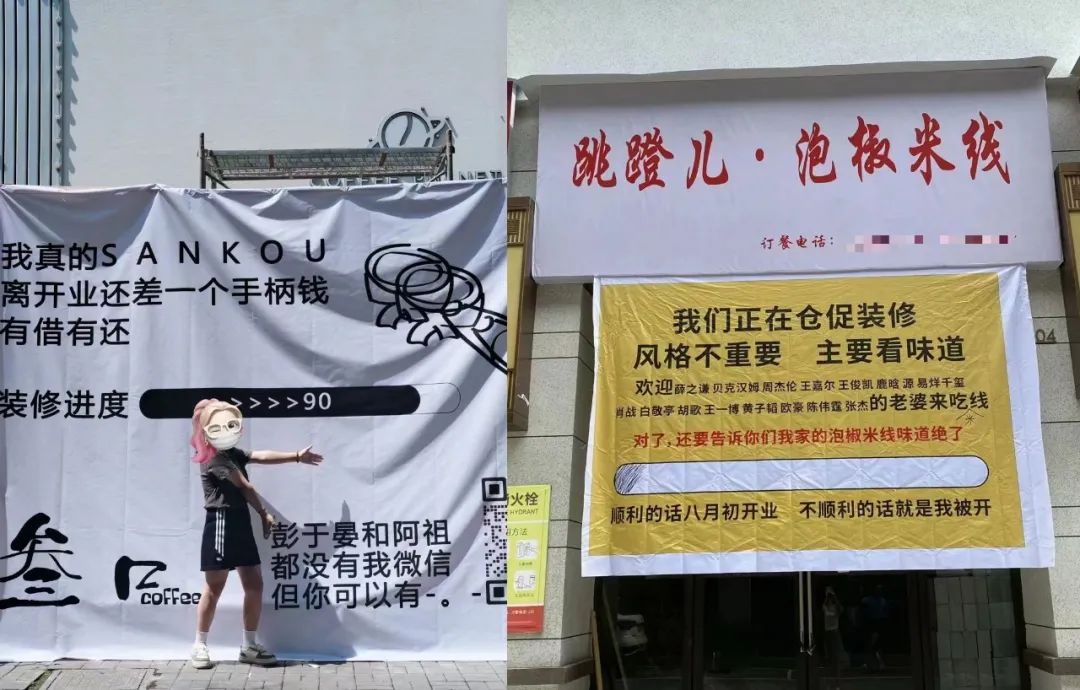 我真的SANKOU
离开业还差一个手柄钱
有借有还
装修进度
>>>>90
彭于晏和阿祖
都没有我微信
但你可以有-。-
叁口
coffee
跳蹬儿·泡椒米线
订餐电话：
我们正在仓促装修
风格不重要 主要看味道
欢迎薛之谦 贝克汉姆 周杰伦 王嘉尔 王俊凯 鹿晗 源 易烊千玺
肖战 白敬亭 胡歌 王一博 黄子韬 欧豪 陈伟霆 张杰的老婆来吃线
对了,还要告诉你们我家的泡椒米线味道绝了
顺利的话八月初开业 不顺利的话就是我被开
04
火栓
HYDRANT
方法